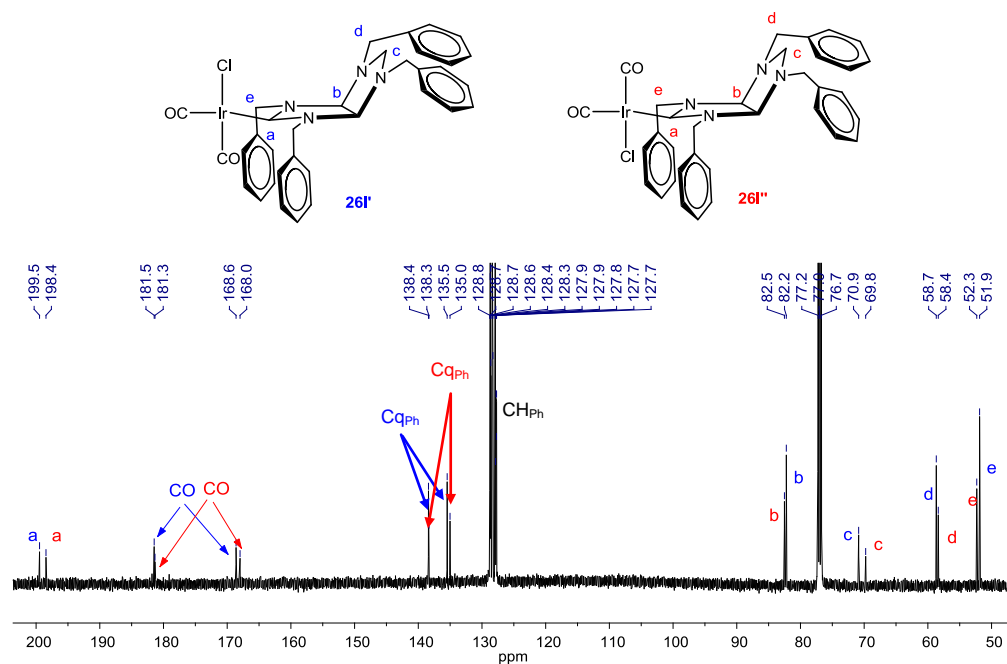 d
c
Cl
N
N
b
e
N
N
OC
Ir
a
CO
26l'
d
c
CO
N
N
b
e
N
N
OC
Ir
a
Cl
26l"
199.5
198.4
181.5
181.3
168.6
168.0
138.4
138.3
135.5
135.0
128.8
128.7
128.7
128.6
128.4
128.3
127.9
127.9
127.8
127.7
127.7
82.5
82.2
77.2
76.7
70.9
69.8
58.7
58.4
52.3
51.9
CqPh
CqPh
CHPh
CO
CO
a
a
b
b
c
c
d
d
e
e
200
190
180
170
160
150
140
130
120
110
100
90
80
70
60
50
ppm